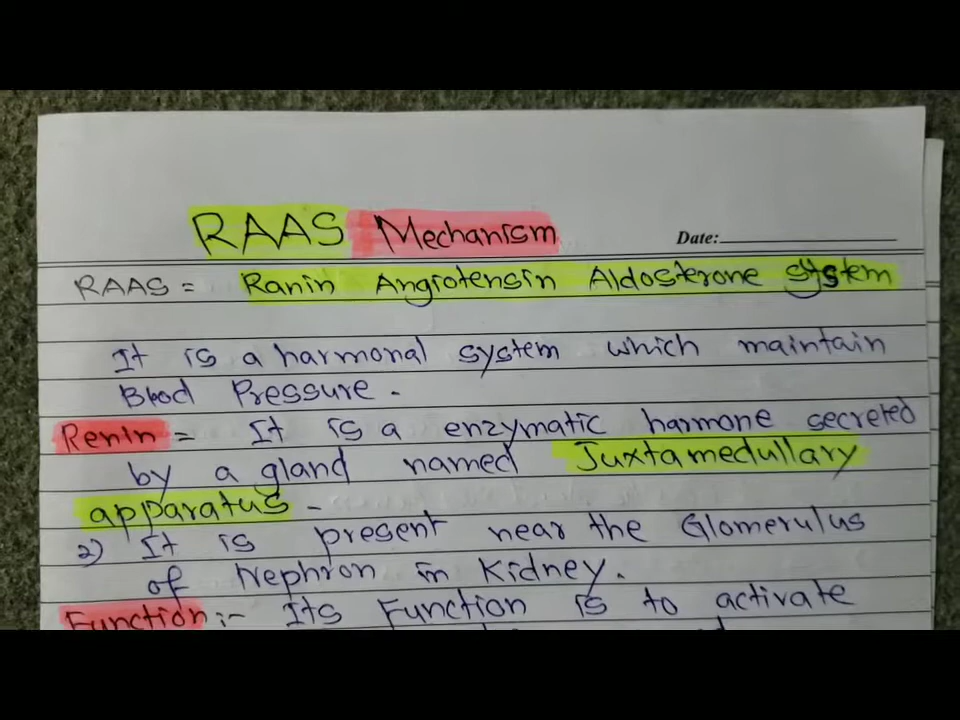 RAAS Mechanism
Date:
RAAS = Ranin Angiotensin Aldosterone system
It is a harmonal system which maintain
Blood Pressure.
Renin = It is a enzymatic harmone secreted
by a gland named Juxtamedullary
apparatus -
2) It is present near the Glomerulus
of Nephron in Kidney.
Function :- Its Function is to activate